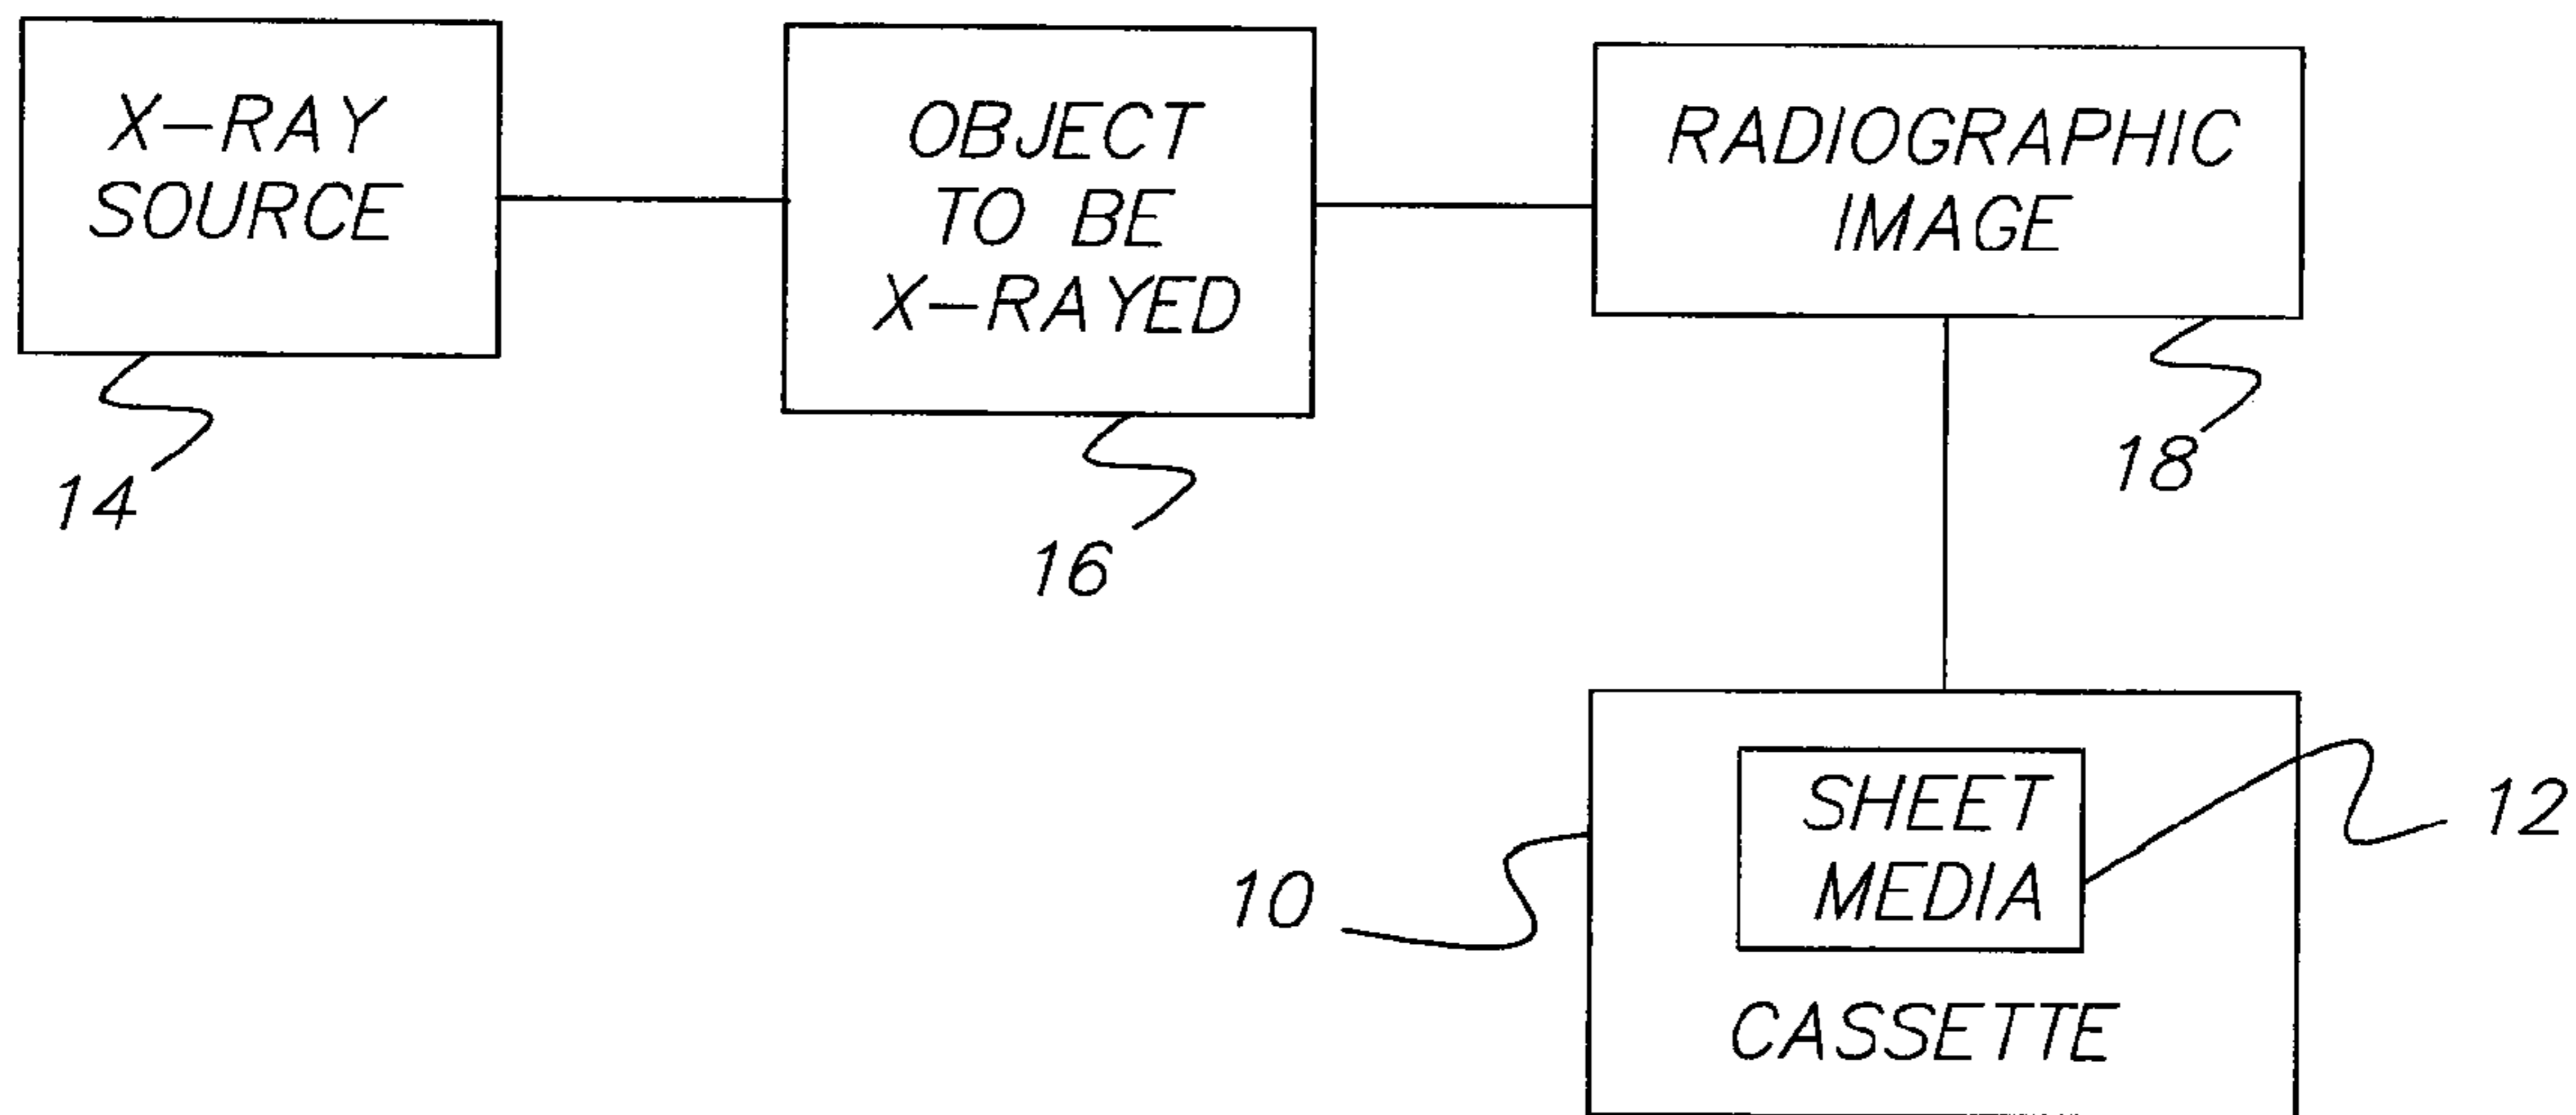 X-RAY
SOURCE
14
OBJECT
TO BE
X-RAYED
16
RADIOGRAPHIC
IMAGE
18
10
SHEET
MEDIA
12
CASSETTE